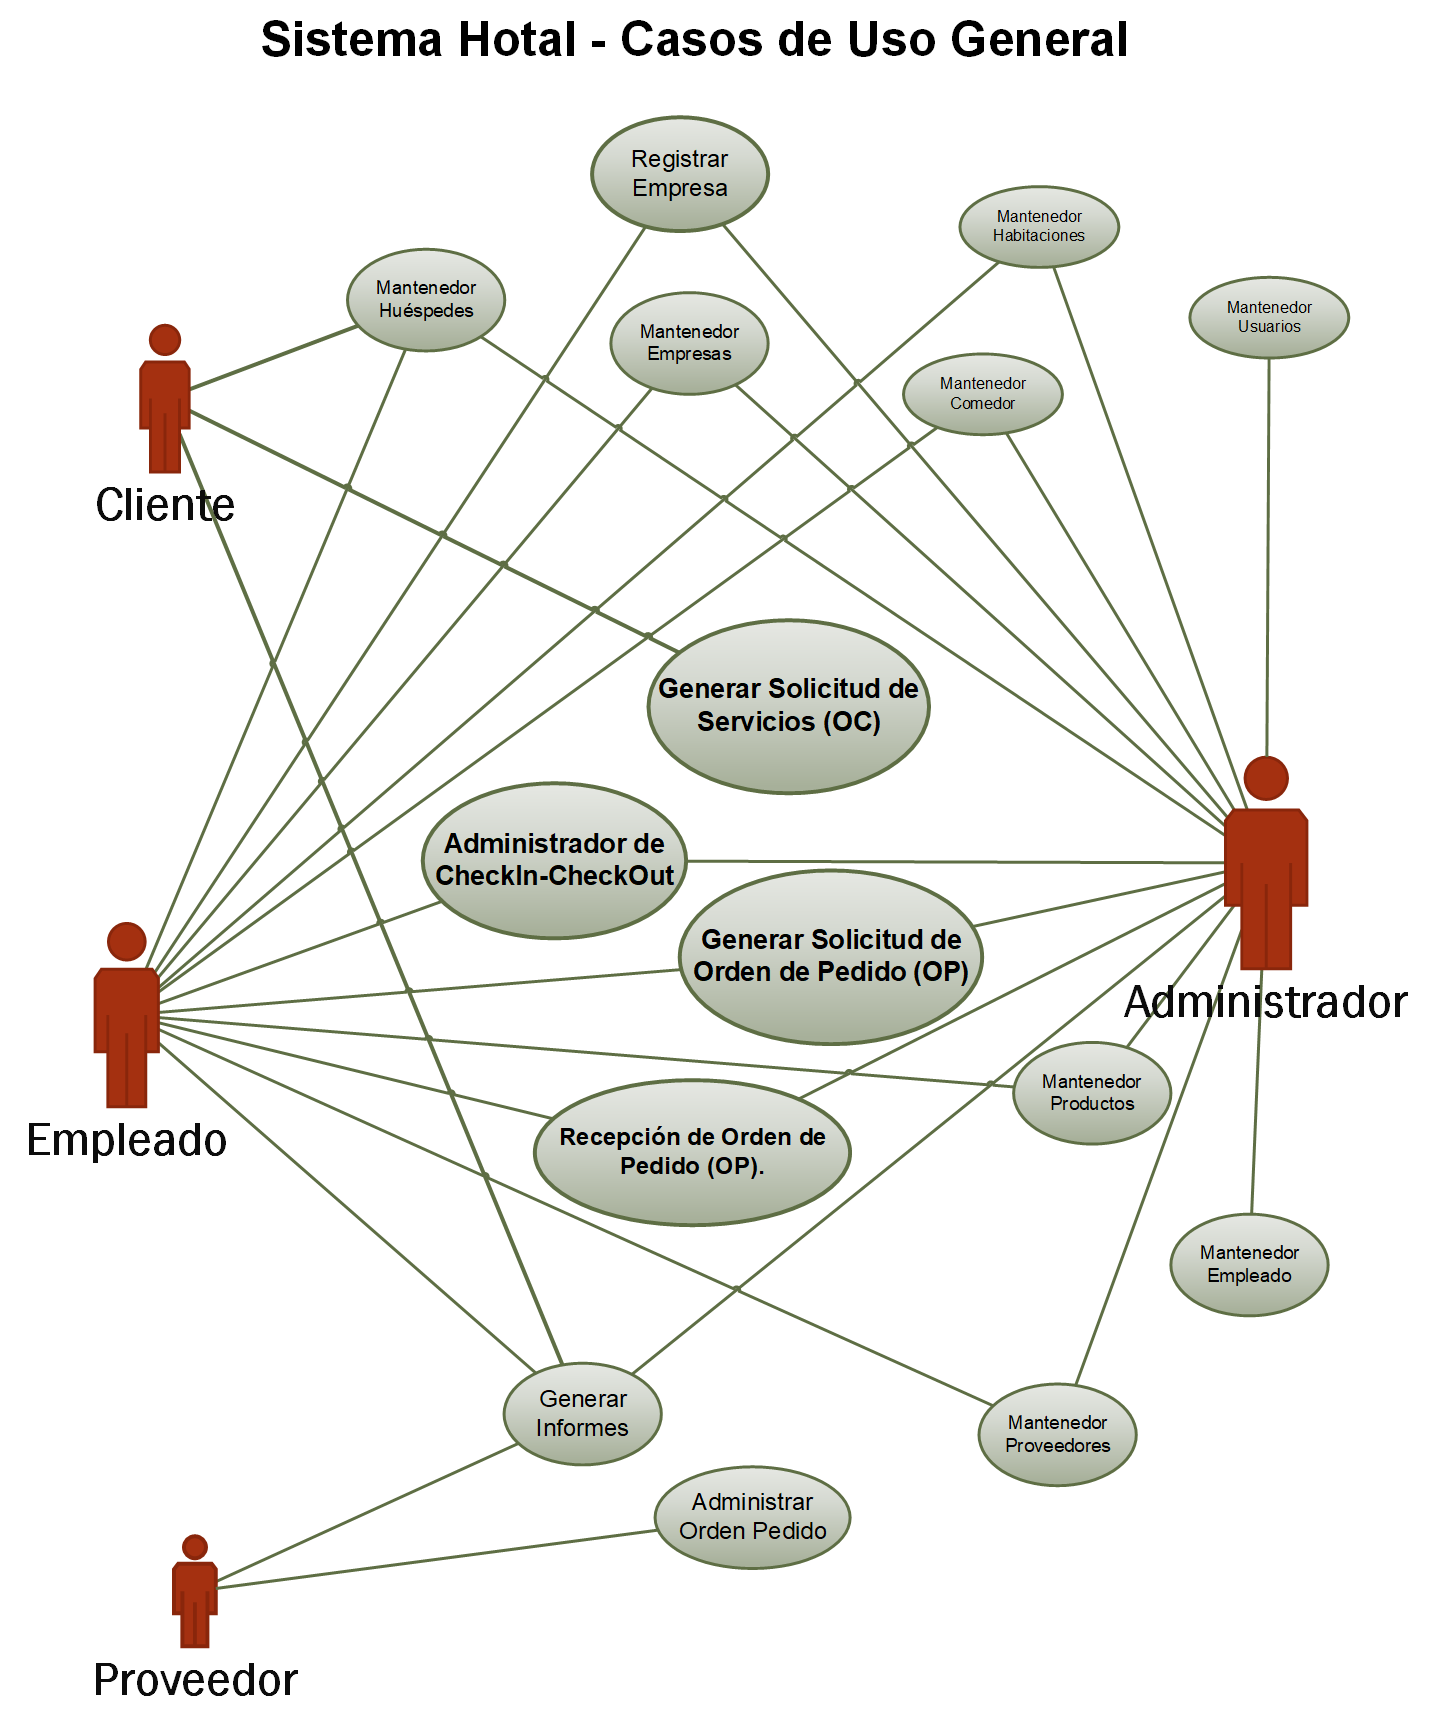 Sistema Hotal - Casos de Uso General
Registrar
Empresa
Mantenedor
Habitaciones
Mantenedor
Huéspedes
Mantenedor
Empresas
Mantenedor
Usuarios
Mantenedor
Comedor
Cliente
Generar Solicitud de
Servicios (OC)
Administrador de
CheckIn-CheckOut
Generar Solicitud de
Orden de Pedido (OP)
Administrador
Empleado
Mantenedor
Productos
Recepción de Orden de
Pedido (OP).
Mantenedor
Empleado
Generar
Informes
Mantenedor
Proveedores
Administrar
Orden Pedido
Proveedor